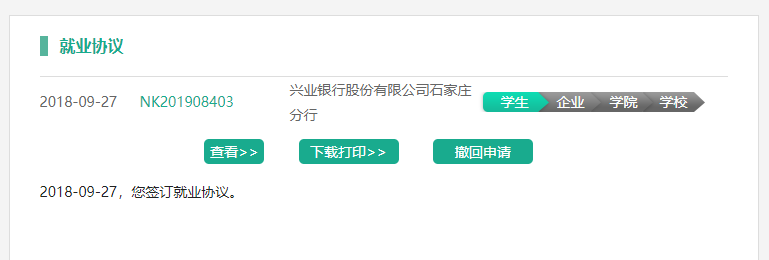 就业协议
2018-09-27 NK201908403 兴业银行股份有限公司石家庄 学生 企业 学院 学校
分行
查看>> 下载打印>> 撤回申请
2018-09-27，您签订就业协议。